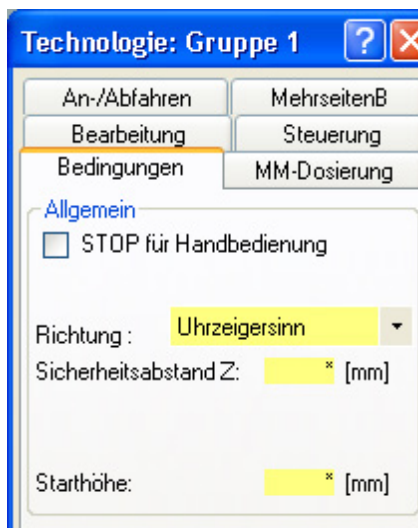 Technologie: Gruppe 1 ?
An-/Abfahren MehrseitenB
Bearbeitung Steuerung
Bedingungen MM-Dosierung
Allgemein
STOP für Handbedienung
Richtung : Uhrzeigersinn
Sicherheitsabstand Z: * [mm]
Starthöhe: * [mm]